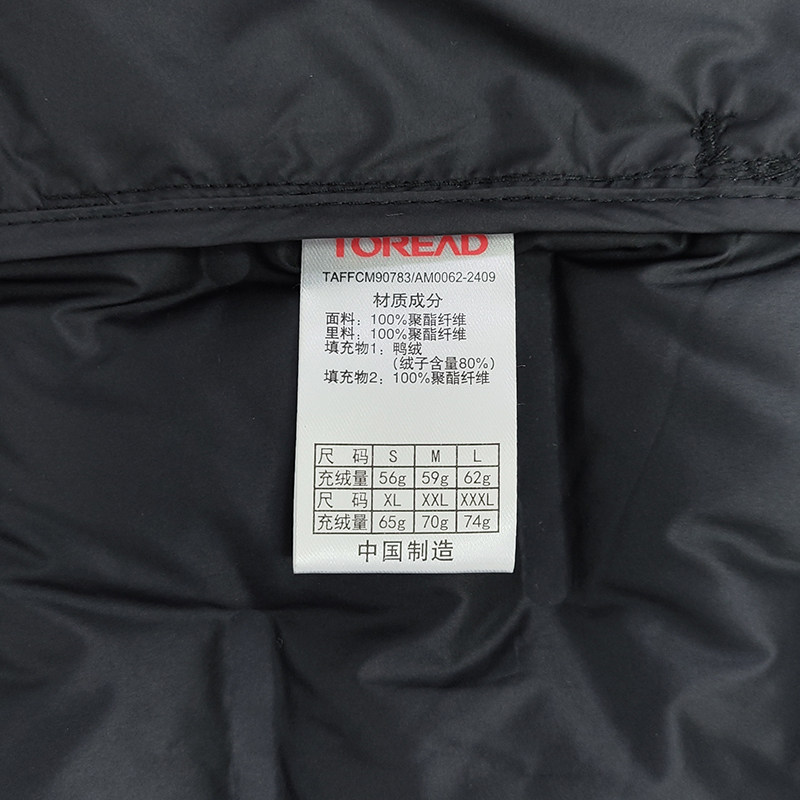 TOREAD
TAFFCM90783/AM0062-2409
材质成分
面料：100%聚酯纤维
里料：100%聚酯纤维
填充物1：鸭绒
（绒子含量80%）
填充物2：100%聚酯纤维
尺 码 S M L
充绒量 56g 59g 62g
尺 码 XL XXL XXXL
充绒量 65g 70g 74g
中国制造